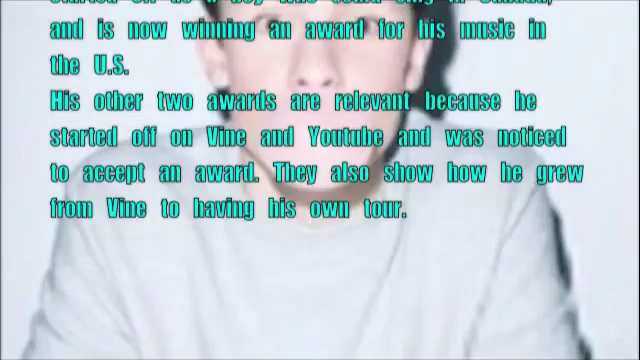 and is now winning an award for his music in
the U.S.
His other two awards are relevant because he
started off on Vine and Youtube and was noticed
to accept an award. They also show how he grew
from Vine to having his own tour.